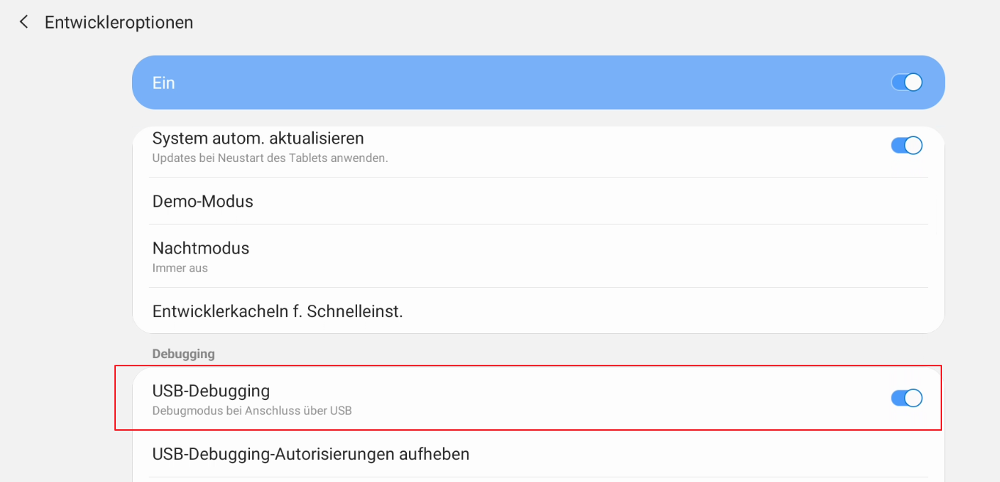 Entwickleroptionen
Ein
System autom. aktualisieren
Updates bei Neustart des Tablets anwenden.
Demo-Modus
Nachtmodus
Immer aus
Entwicklerkacheln f. Schnelleinst.
Debugging
USB-Debugging
Debugmodus bei Anschluss über USB
USB-Debugging-Autorisierungen aufheben